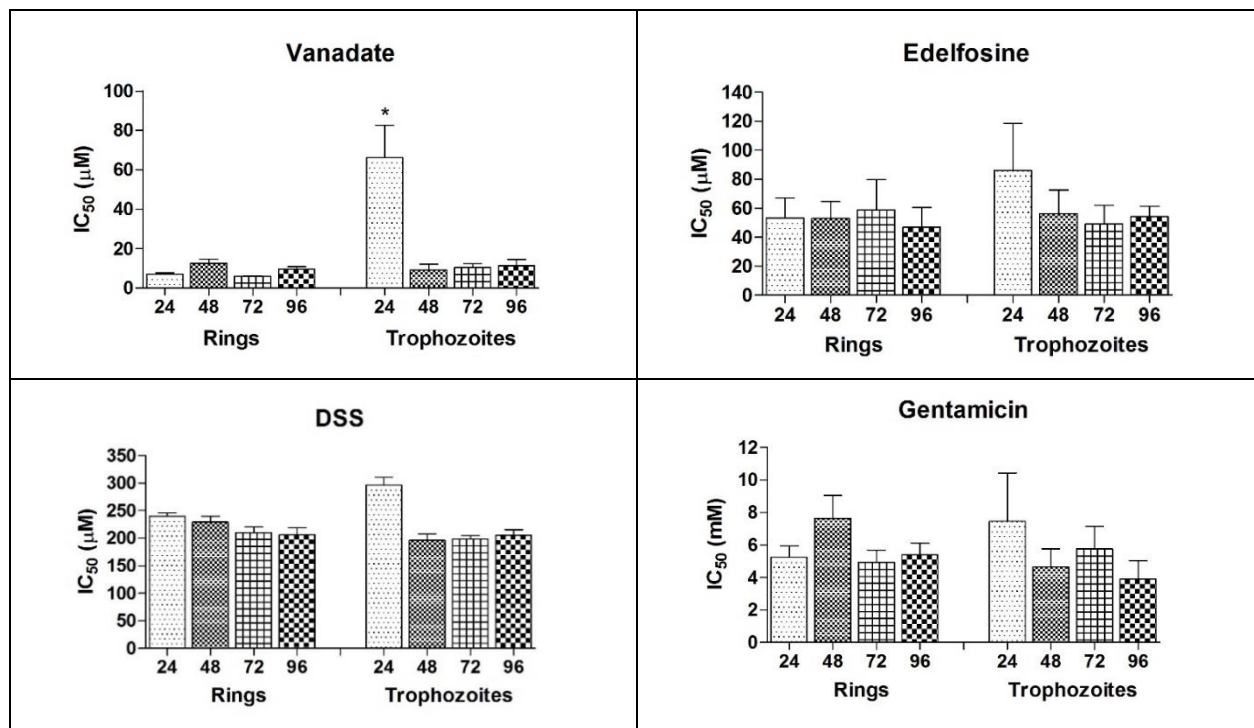 Vanadate
100
80
60
40
20
0
IC50 (μM)
*
24 48 72 96 24 48 72 96
Rings Trophozoites
Edelfosine
140
120
100
80
60
40
20
0
IC50 (μM)
24 48 72 96 24 48 72 96
Rings Trophozoites
DSS
350
300
250
200
150
100
50
0
IC50 (μM)
24 48 72 96 24 48 72 96
Rings Trophozoites
Gentamicin
12
10
8
6
4
2
0
IC50 (mM)
24 48 72 96 24 48 72 96
Rings Trophozoites